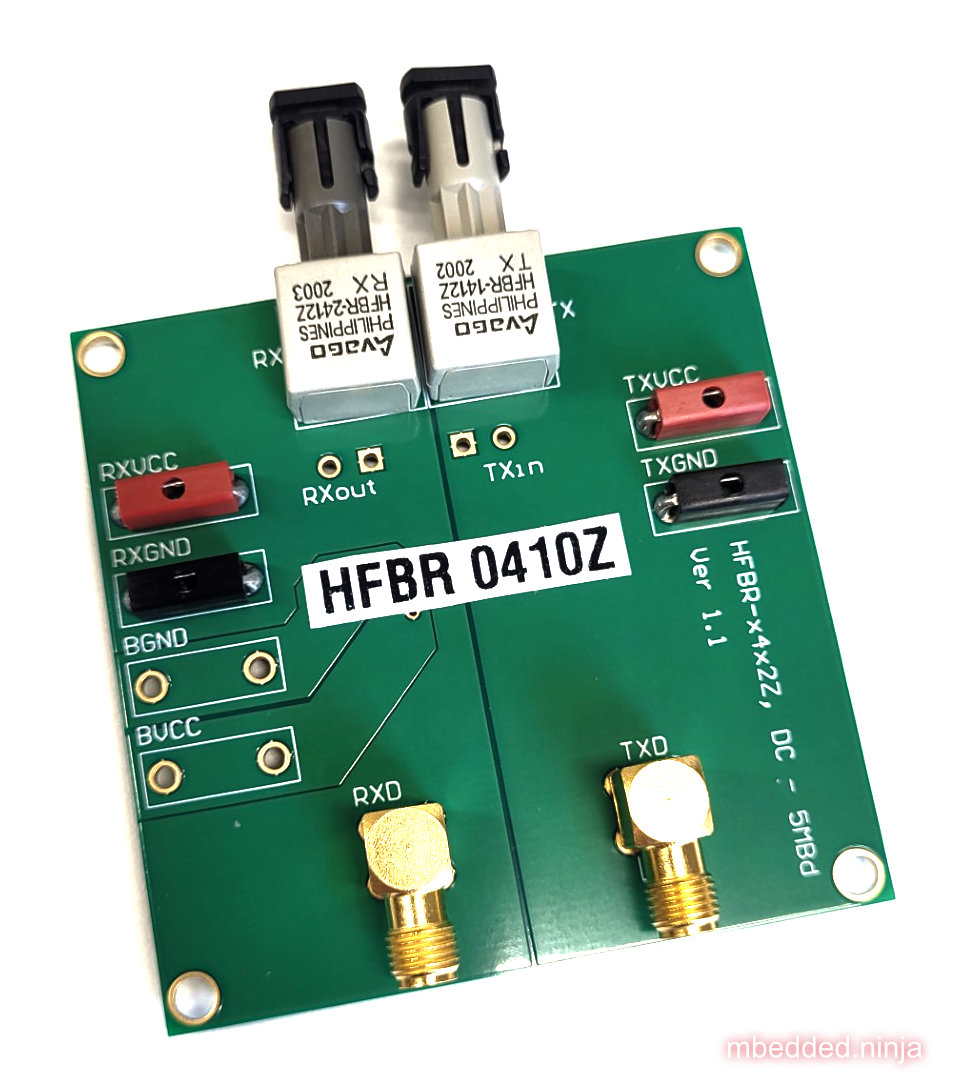 AVAGO
PHILIPPINES
HFBR-2412Z
RX
2003
AVAGO
PHILIPPINES
HFBR-1412Z
TX
2002
RX
TX
TXVCC
TXGND
RXVCC
RXout
TXin
RXGND
HFBR 0410Z
BGND
BVCC
HFBR-x4x2Z, DC - 5MBd
Ver 1.1
RXD
TXD
mbedded.ninja